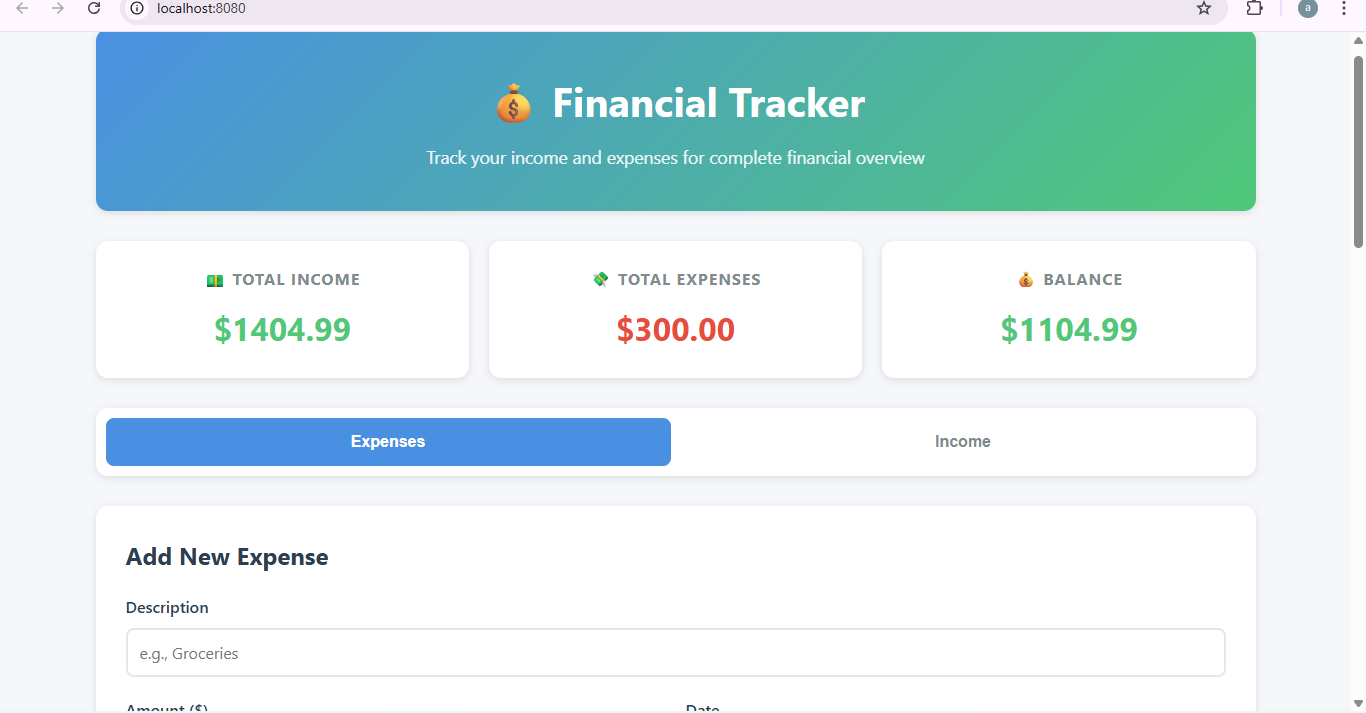 localhost:8080
a
Financial Tracker
Track your income and expenses for complete financial overview
TOTAL INCOME
$1404.99
TOTAL EXPENSES
$300.00
BALANCE
$1104.99
Expenses
Income
Add New Expense
Description
e.g., Groceries
Amount ($)
Date